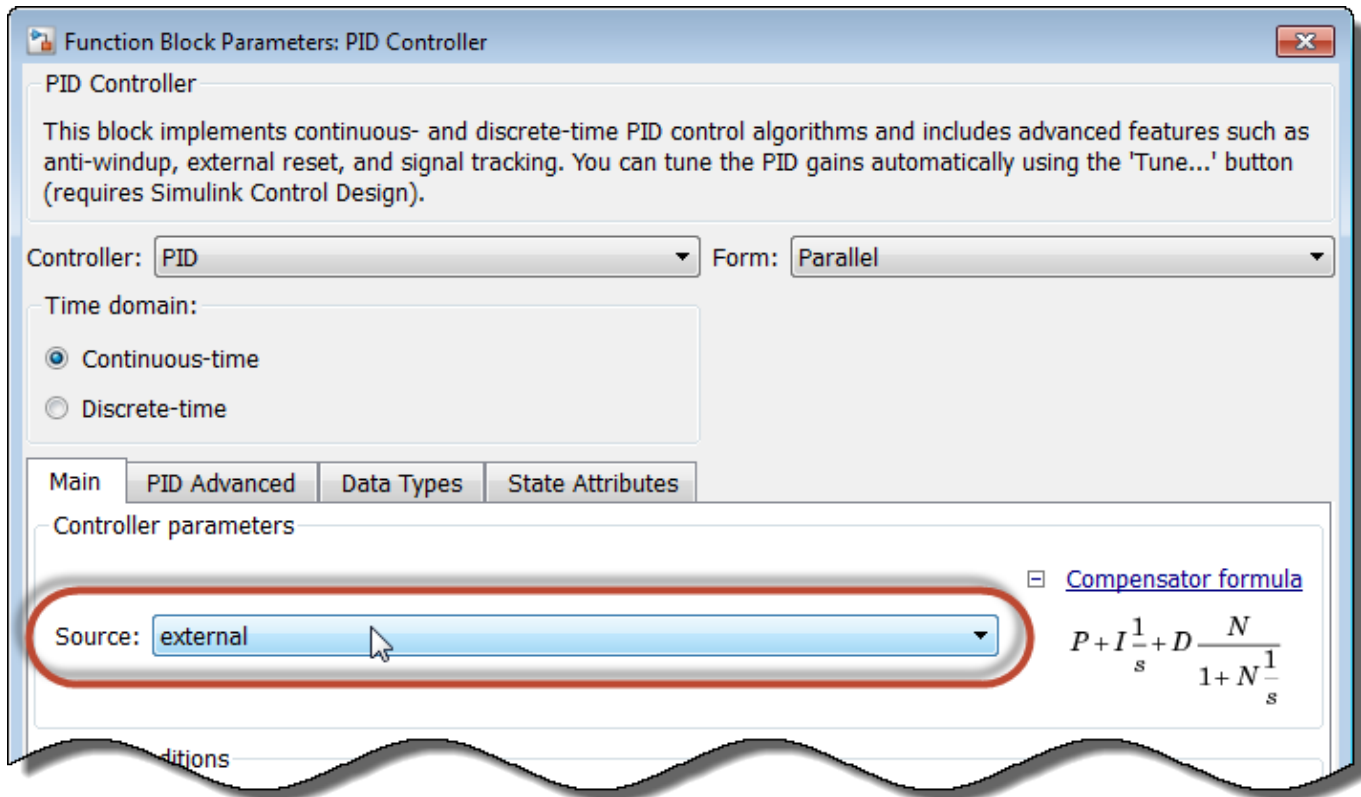 Function Block Parameters: PID Controller
PID Controller
This block implements continuous- and discrete-time PID control algorithms and includes advanced features such as
anti-windup, external reset, and signal tracking. You can tune the PID gains automatically using the 'Tune...' button
(requires Simulink Control Design).
Controller: PID Form: Parallel
Time domain:
Continuous-time
Discrete-time
Main PID Advanced Data Types State Attributes
Controller parameters
Compensator formula
Source: external
P + I 1/s + D N/(1 + N 1/s)
ditions